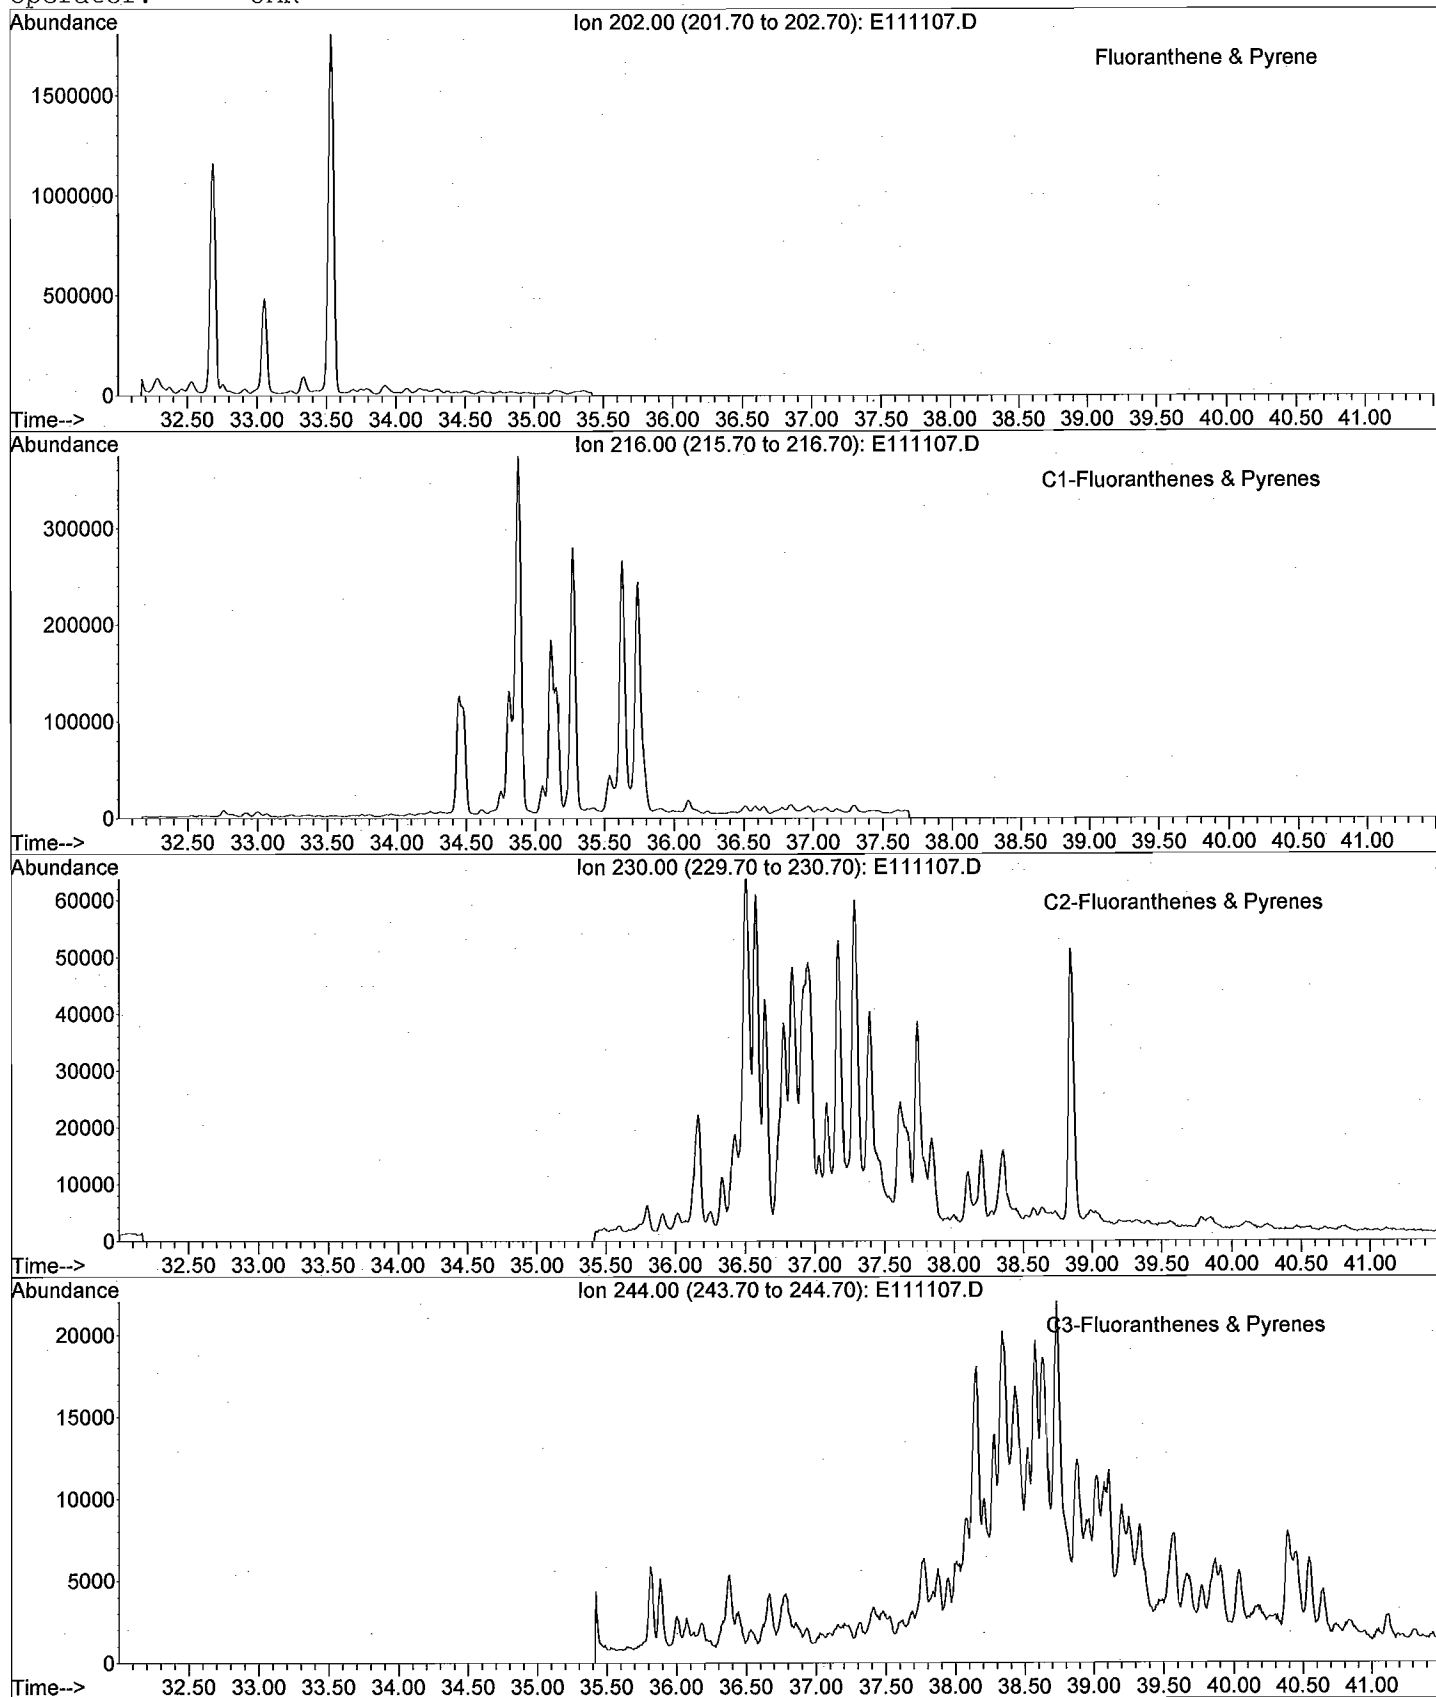 Operator:
Abundance Ion 202.00 (201.70 to 202.70): E111107.D
Fluoranthene & Pyrene
1500000
1000000
500000
0
Time--> 32.50 33.00 33.50 34.00 34.50 35.00 35.50 36.00 36.50 37.00 37.50 38.00 38.50 39.00 39.50 40.00 40.50 41.00
Abundance Ion 216.00 (215.70 to 216.70): E111107.D
C1-Fluoranthenes & Pyrenes
300000
200000
100000
0
Time--> 32.50 33.00 33.50 34.00 34.50 35.00 35.50 36.00 36.50 37.00 37.50 38.00 38.50 39.00 39.50 40.00 40.50 41.00
Abundance Ion 230.00 (229.70 to 230.70): E111107.D
C2-Fluoranthenes & Pyrenes
60000
50000
40000
30000
20000
10000
0
Time--> 32.50 33.00 33.50 34.00 34.50 35.00 35.50 36.00 36.50 37.00 37.50 38.00 38.50 39.00 39.50 40.00 40.50 41.00
Abundance Ion 244.00 (243.70 to 244.70): E111107.D
C3-Fluoranthenes & Pyrenes
20000
15000
10000
5000
0
Time--> 32.50 33.00 33.50 34.00 34.50 35.00 35.50 36.00 36.50 37.00 37.50 38.00 38.50 39.00 39.50 40.00 40.50 41.00